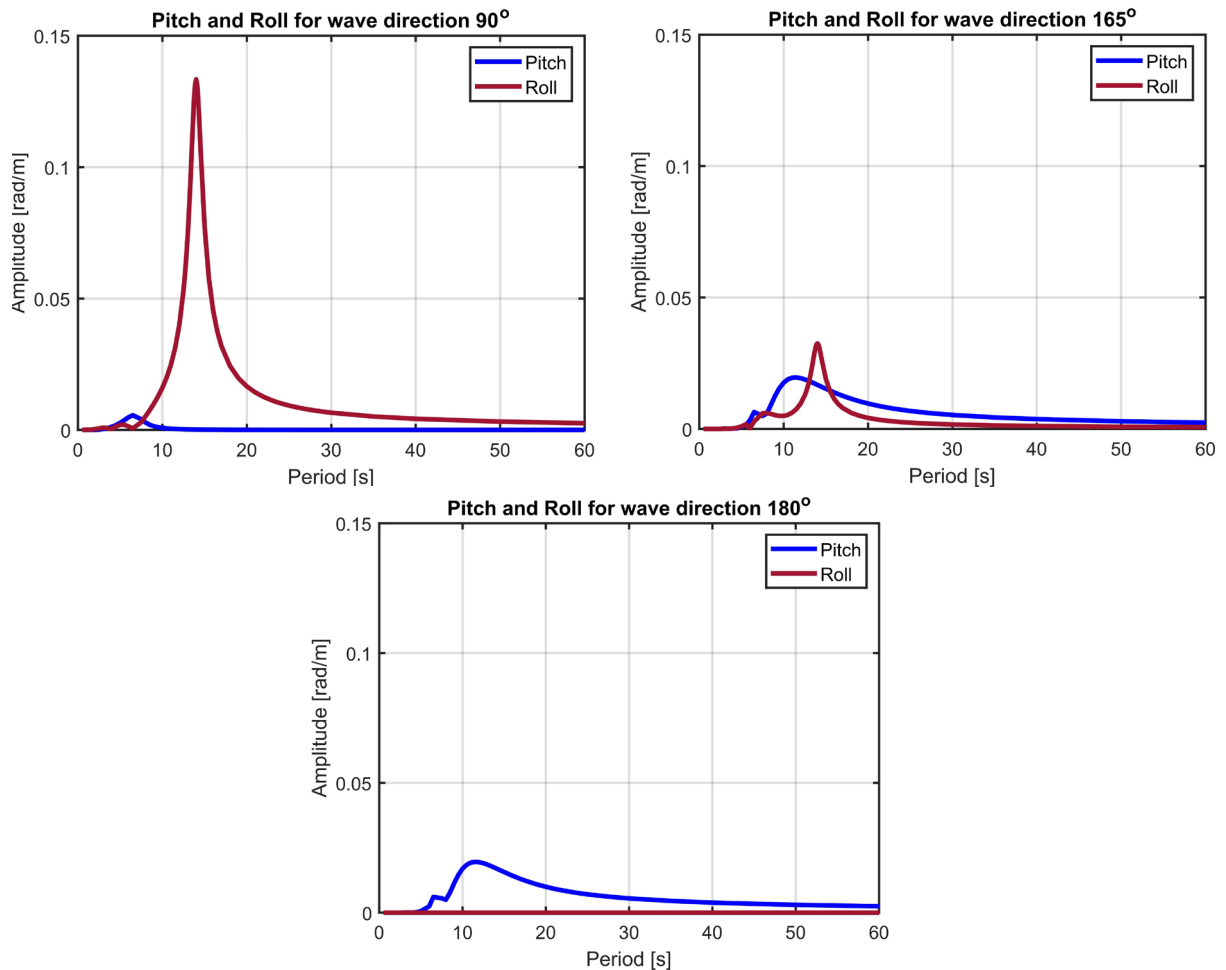 Pitch and Roll for wave direction 90°
Pitch
Roll
0.15
0.1
0.05
0
Amplitude [rad/m]
0 10 20 30 40 50 60
Period [s]
Pitch and Roll for wave direction 165°
Pitch
Roll
0.15
0.1
0.05
0
Amplitude [rad/m]
0 10 20 30 40 50 60
Period [s]
Pitch and Roll for wave direction 180°
Pitch
Roll
0.15
0.1
0.05
0
Amplitude [rad/m]
0 10 20 30 40 50 60
Period [s]